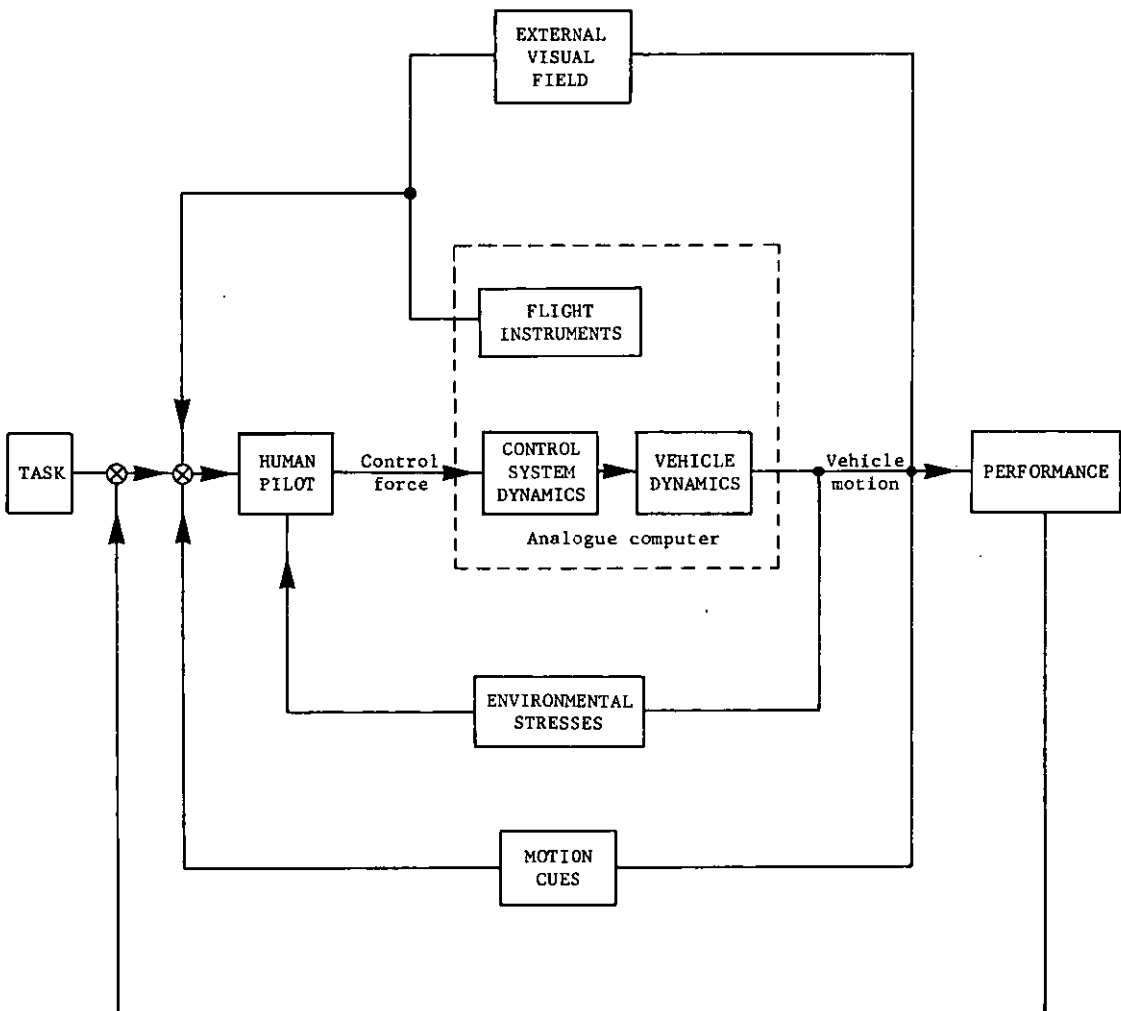 EXTERNAL
VISUAL
FIELD
FLIGHT
INSTRUMENTS
TASK
HUMAN
PILOT
Control
force
CONTROL
SYSTEM
DYNAMICS
VEHICLE
DYNAMICS
Vehicle
motion
PERFORMANCE
Analogue computer
ENVIRONMENTAL
STRESSES
MOTION
CUES